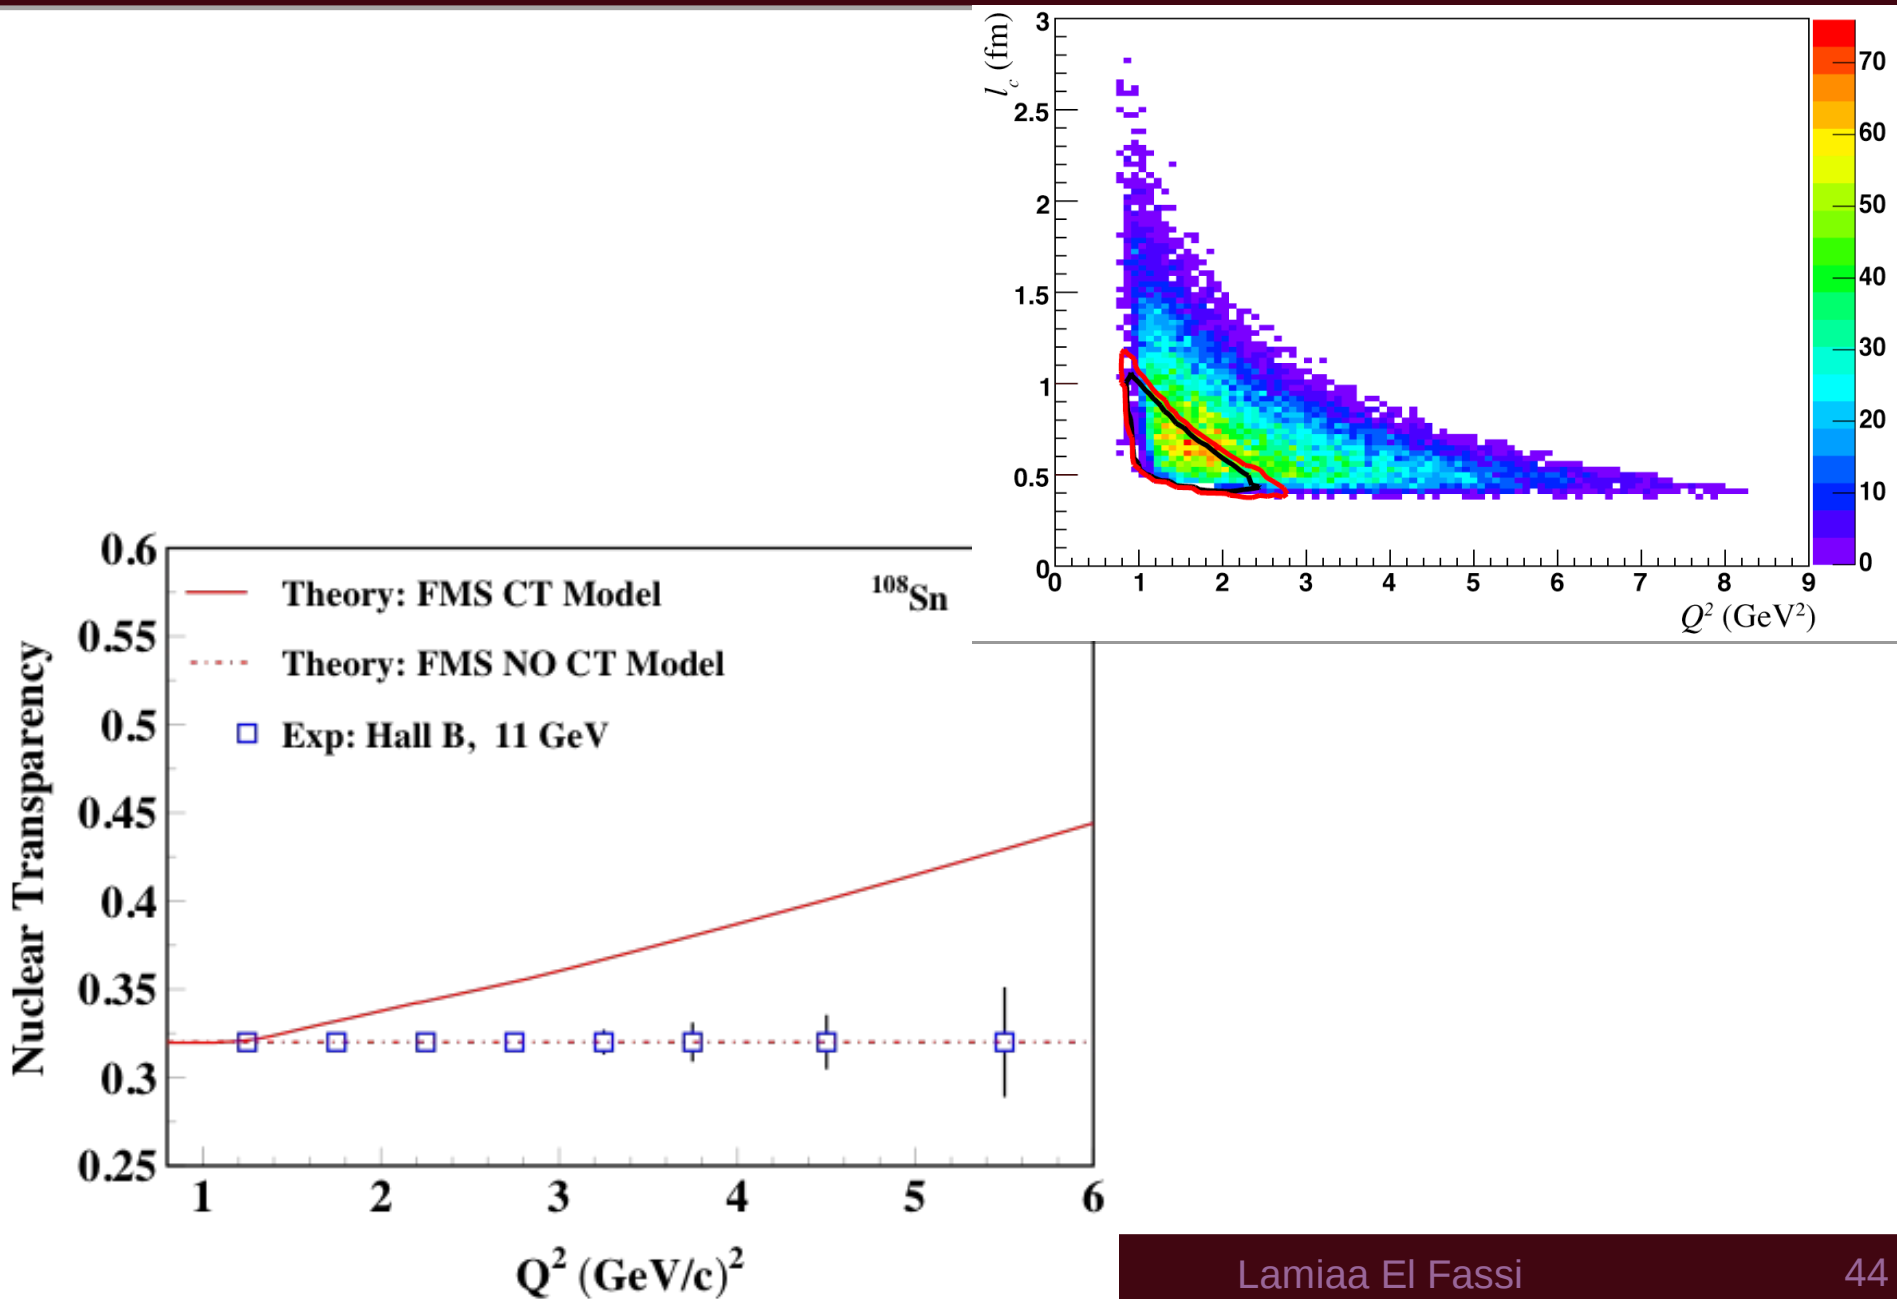 l_c (fm)
3
2.5
2
1.5
1
0.5
0
0 1 2 3 4 5 6 7 8 9
Q² (GeV²)
70
60
50
40
30
20
10
0
Nuclear Transparency
0.6
0.55
0.5
0.45
0.4
0.35
0.3
0.25
Theory: FMS CT Model
¹⁰⁸Sn
Theory: FMS NO CT Model
Exp: Hall B, 11 GeV
1 2 3 4 5 6
Q² (GeV/c)²
Lamiaa El Fassi 44